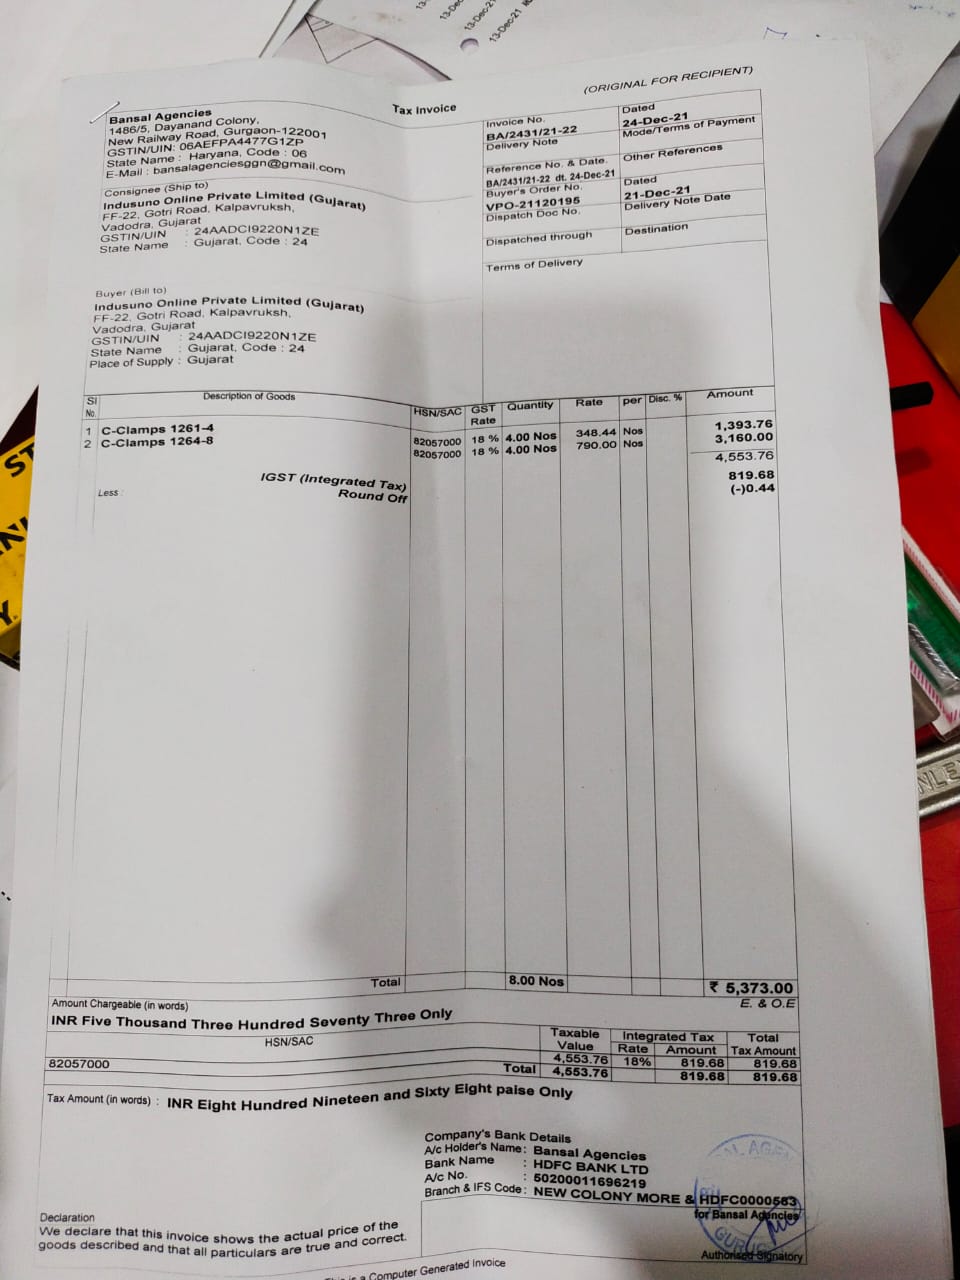 13-Dec-21
13-Dec-21
13-Dec-21
(ORIGINAL FOR RECIPIENT)
Tax Invoice
Bansal Agencies
1486/5, Dayanand Colony,
New Railway Road, Gurgaon-122001
GSTIN/UIN: 06AEFPA4477G1ZP
State Name : Haryana, Code : 06
E-Mail : bansalagenciesggn@gmail.com
Consignee (Ship to)
Indusuno Online Private Limited (Gujarat)
FF-22, Gotri Road, Kalpavruksh,
Vadodra, Gujarat
GSTIN/UIN : 24AADCI9220N1ZE
State Name : Gujarat, Code : 24
Buyer (Bill to)
Indusuno Online Private Limited (Gujarat)
FF-22, Gotri Road, Kalpavruksh,
Vadodra, Gujarat
GSTIN/UIN : 24AADCI9220N1ZE
State Name : Gujarat, Code : 24
Place of Supply : Gujarat
Invoice No. Dated
BA/2431/21-22 24-Dec-21
Delivery Note Mode/Terms of Payment
Reference No. & Date. Other References
BA/2431/21-22 dt. 24-Dec-21
Buyer's Order No. Dated
VPO-21120195 21-Dec-21
Dispatch Doc No. Delivery Note Date
Dispatched through Destination
Terms of Delivery
Sl No. Description of Goods HSN/SAC GST Rate Quantity Rate per Disc. % Amount
1 C-Clamps 1261-4 82057000 18 % 4.00 Nos 348.44 Nos 1,393.76
2 C-Clamps 1264-8 82057000 18 % 4.00 Nos 790.00 Nos 3,160.00
4,553.76
IGST (Integrated Tax) 819.68
Less : Round Off (-)0.44
Total 8.00 Nos ₹ 5,373.00
Amount Chargeable (in words) E. & O.E
INR Five Thousand Three Hundred Seventy Three Only
HSN/SAC Taxable Value Integrated Tax Rate Amount Total Tax Amount
82057000 4,553.76 18% 819.68 819.68
Total 4,553.76 819.68 819.68
Tax Amount (in words) : INR Eight Hundred Nineteen and Sixty Eight paise Only
Company's Bank Details
A/c Holder's Name : Bansal Agencies
Bank Name : HDFC BANK LTD
A/c No. : 50200011696219
Branch & IFS Code : NEW COLONY MORE & HDFC0000583
for Bansal Agencies
Authorised Signatory
Declaration
We declare that this invoice shows the actual price of the
goods described and that all particulars are true and correct.
is a Computer Generated Invoice